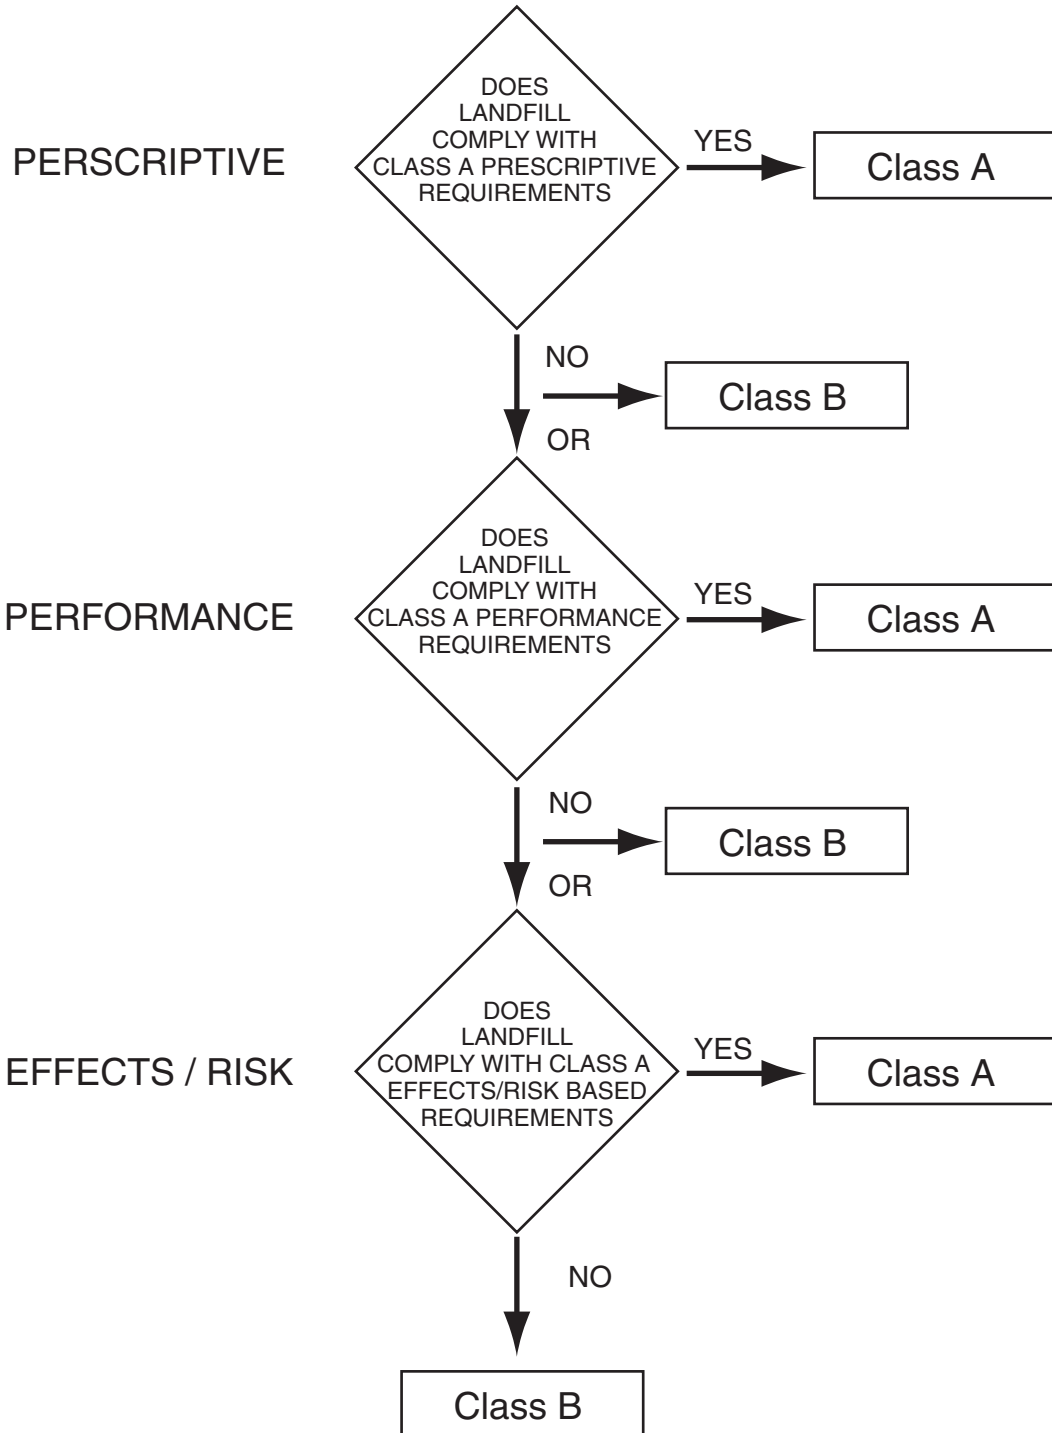 DOES
LANDFILL
COMPLY WITH
CLASS A PRESCRIPTIVE
REQUIREMENTS
PERSCRIPTIVE
YES
Class A
NO
Class B
OR
DOES
LANDFILL
COMPLY WITH
CLASS A PERFORMANCE
REQUIREMENTS
PERFORMANCE
YES
Class A
NO
Class B
OR
DOES
LANDFILL
COMPLY WITH CLASS A
EFFECTS/RISK BASED
REQUIREMENTS
EFFECTS / RISK
YES
Class A
NO
Class B